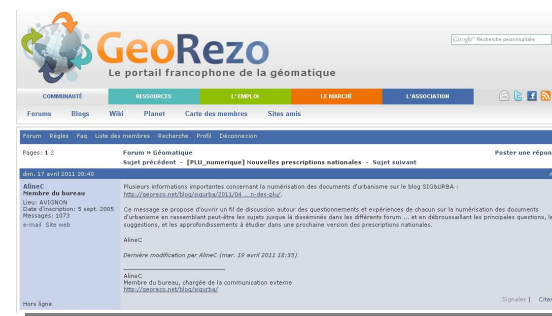 GeoRezo
Le portail francophone de la géomatique
Google™ Recherche personnalisée
COMMUNAUTÉ RESSOURCES L'EMPLOI LE MARCHÉ L'ASSOCIATION
Forums Blogs Wiki Planet Carte des membres Sites amis
Forum Règles Faq Liste des membres Recherche Profil Déconnexion
Pages: 1 2 Forum » Géomatique Poster une répon
Sujet précédent - [PLU_numerique] Nouvelles prescriptions nationales - Sujet suivant
dim. 17 avril 2011 20:40
AlineC
Membre du bureau
Lieu: AVIGNON
Date d'inscription: 5 sept. 2005
Messages: 1073
e-mail Site web
Plusieurs informations importantes concernant la numérisation des documents d'urbanisme sur le blog SIG&URBA :
http://georezo.net/blog/sigurba/2011/04 ... n-des-plu/.
Ce message se propose d'ouvrir un fil de discussion autour des questionnements et expériences de chacun sur la numérisation des documents
d'urbanisme en rassemblant peut-être les sujets jusque là disséminés dans les différents forum ... et en débroussaillant les principales questions, le
suggestions, et les approfondissements à étudier dans une prochaine version des prescriptions nationales.
AlineC
Dernière modification par AlineC (mar. 19 avril 2011 18:33)
AlineC
Membre du bureau, chargée de la communication externe
http://georezo.net/blog/sigurba/
Hors ligne
Signaler | Citer